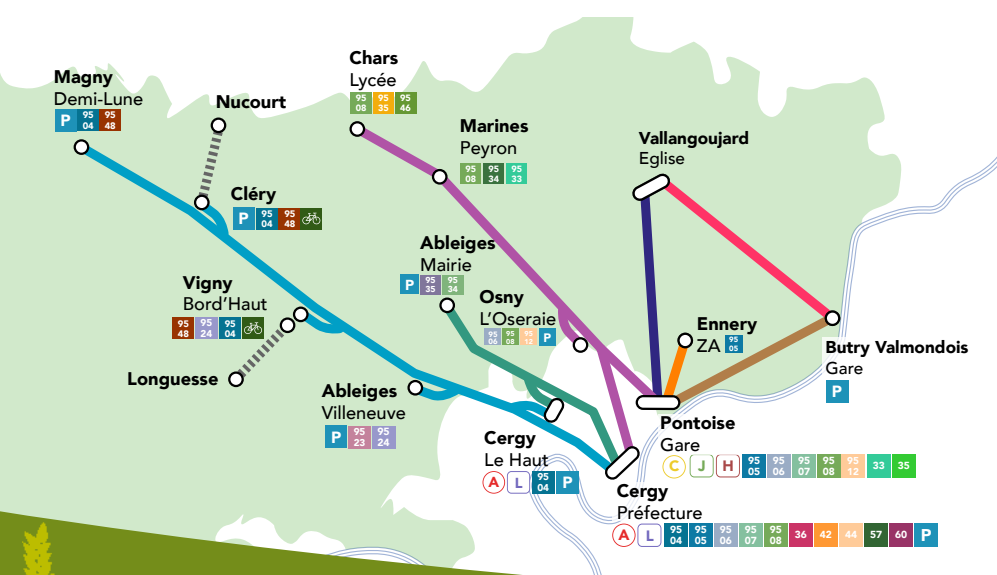 Magny
Demi-Lune
P 95 04 95 48
Nucourt
Chars
Lycée
95 08 95 35 95 46
Marines
Peyron
95 08 95 34 95 33
Vallangoujard
Eglise
Cléry
P 95 04 95 48
Ableiges
Mairie
P 95 35 95 34
Vigny
Bord'Haut
95 48 95 24 95 04
Osny
L'Oseraie
95 06 95 08 95 12 P
Ennery
ZA 95 05
Butry Valmondois
Gare
P
Longuesse
Ableiges
Villeneuve
P 95 23 95 24
Cergy
Le Haut
A L 95 04 P
Pontoise
Gare
C J H 95 05 95 06 95 07 95 08 95 12 33 35
Cergy
Préfecture
A L 95 04 95 05 95 06 95 07 95 08 36 42 44 57 60 P